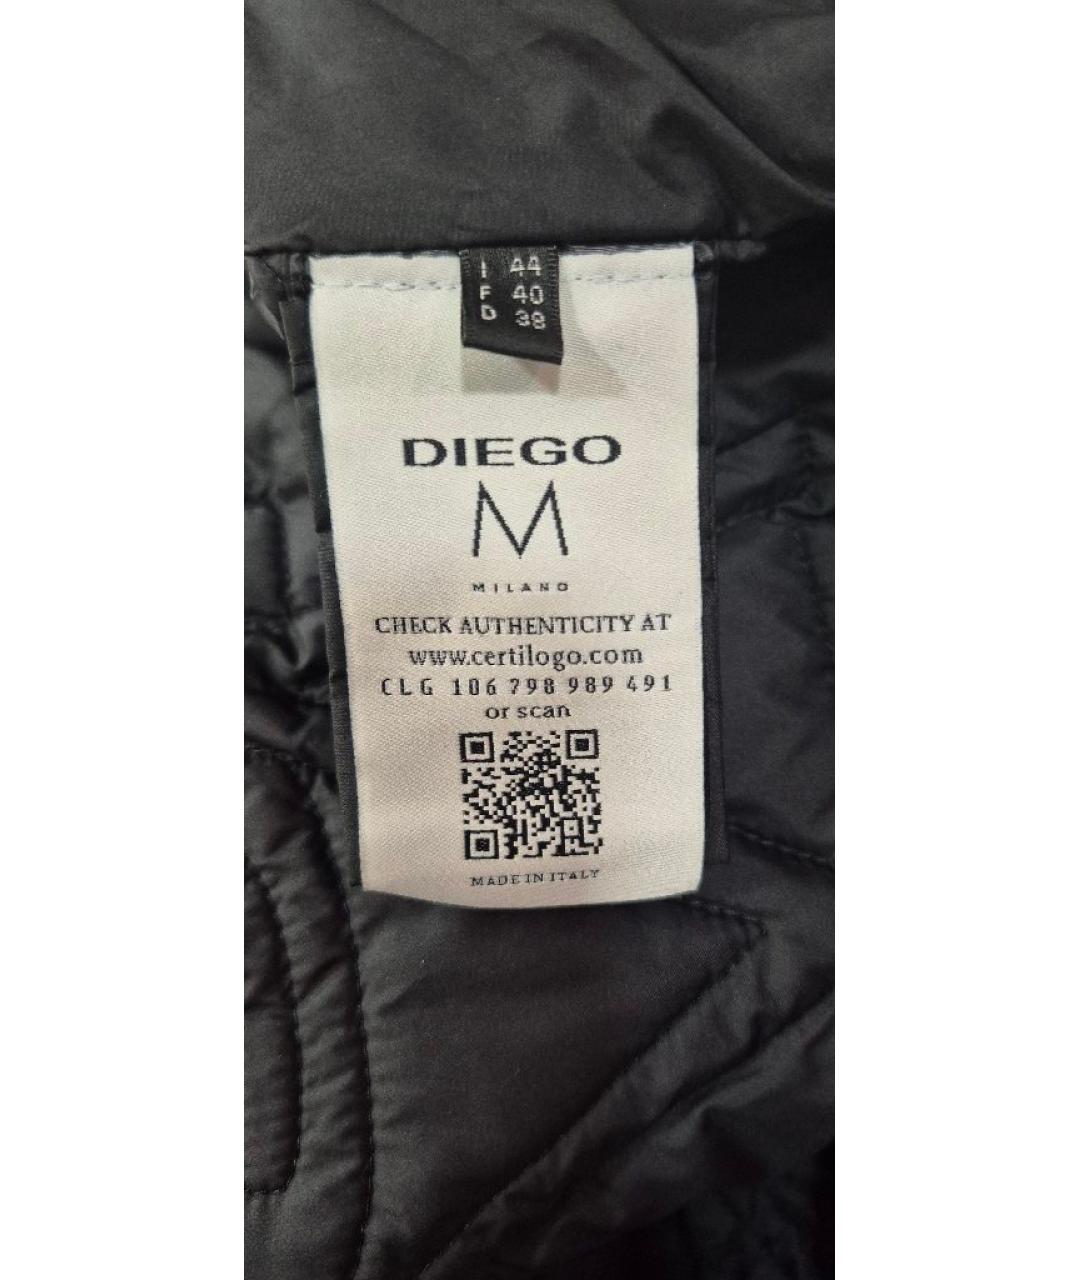 I 44
F 40
D 38
DIEGO
M
MILANO
CHECK AUTHENTICITY AT
www.certilogo.com
CLG 106 798 989 491
or scan
MADE IN ITALY